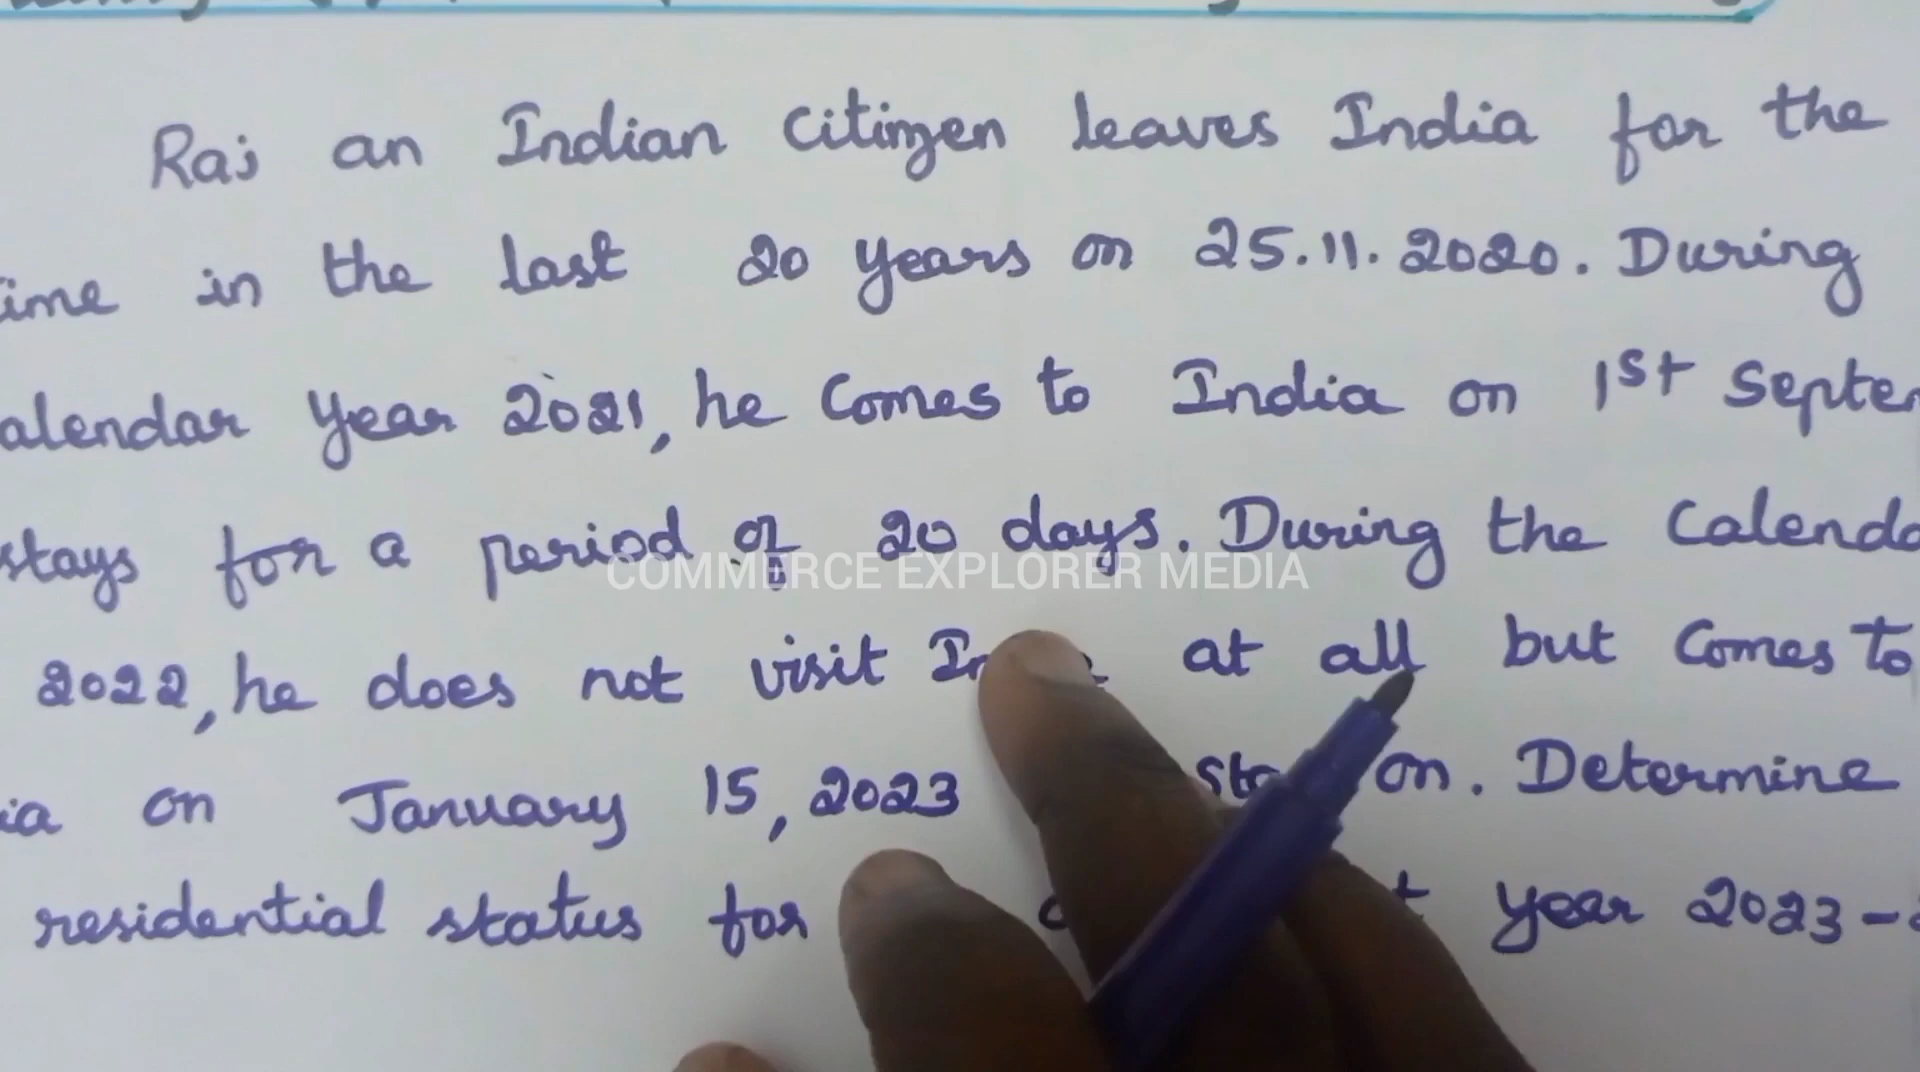 Raj an Indian Citizen leaves India for the
ime in the last 20 years on 25.11.2020. During
alendar year 2021, he Comes to India on 1st Septe
stays for a period of 20 days. During the Calenda
2022, he does not visit at all but Comes to
ia on January 15, 2023 on. Determine
residential status for year 2023-
COMMERCE EXPLORER MEDIA